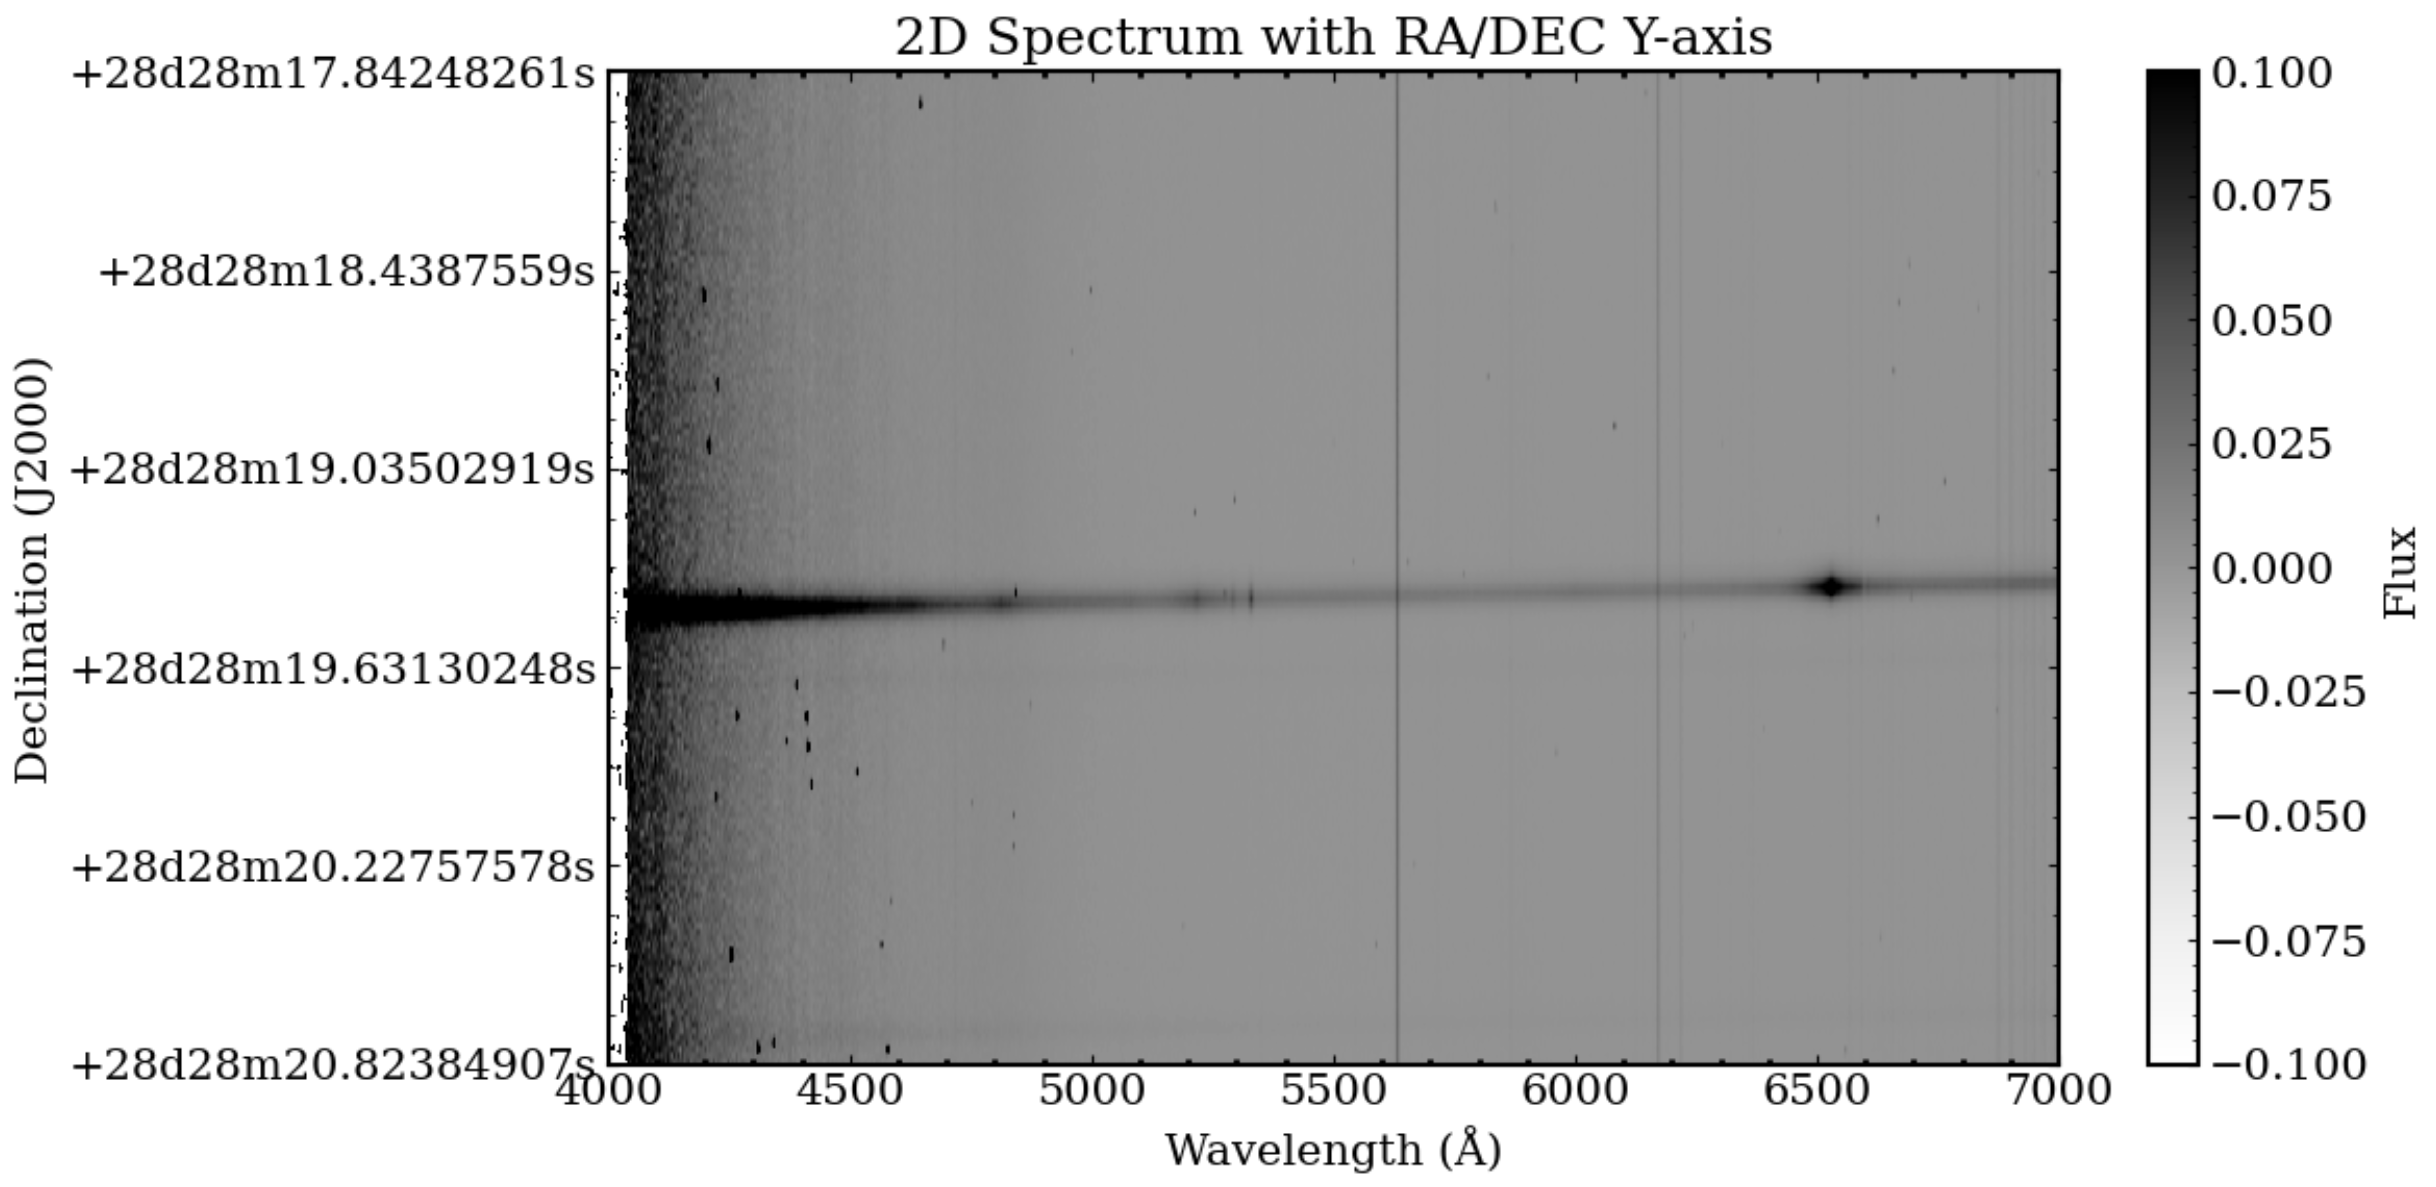 2D Spectrum with RA/DEC Y-axis
+28d28m17.84248261s
+28d28m18.4387559s
+28d28m19.03502919s
+28d28m19.63130248s
+28d28m20.22757578s
+28d28m20.82384907s
Declination (J2000)
4000 4500 5000 5500 6000 6500 7000
Wavelength (Å)
0.100
0.075
0.050
0.025
0.000
−0.025
−0.050
−0.075
−0.100
Flux